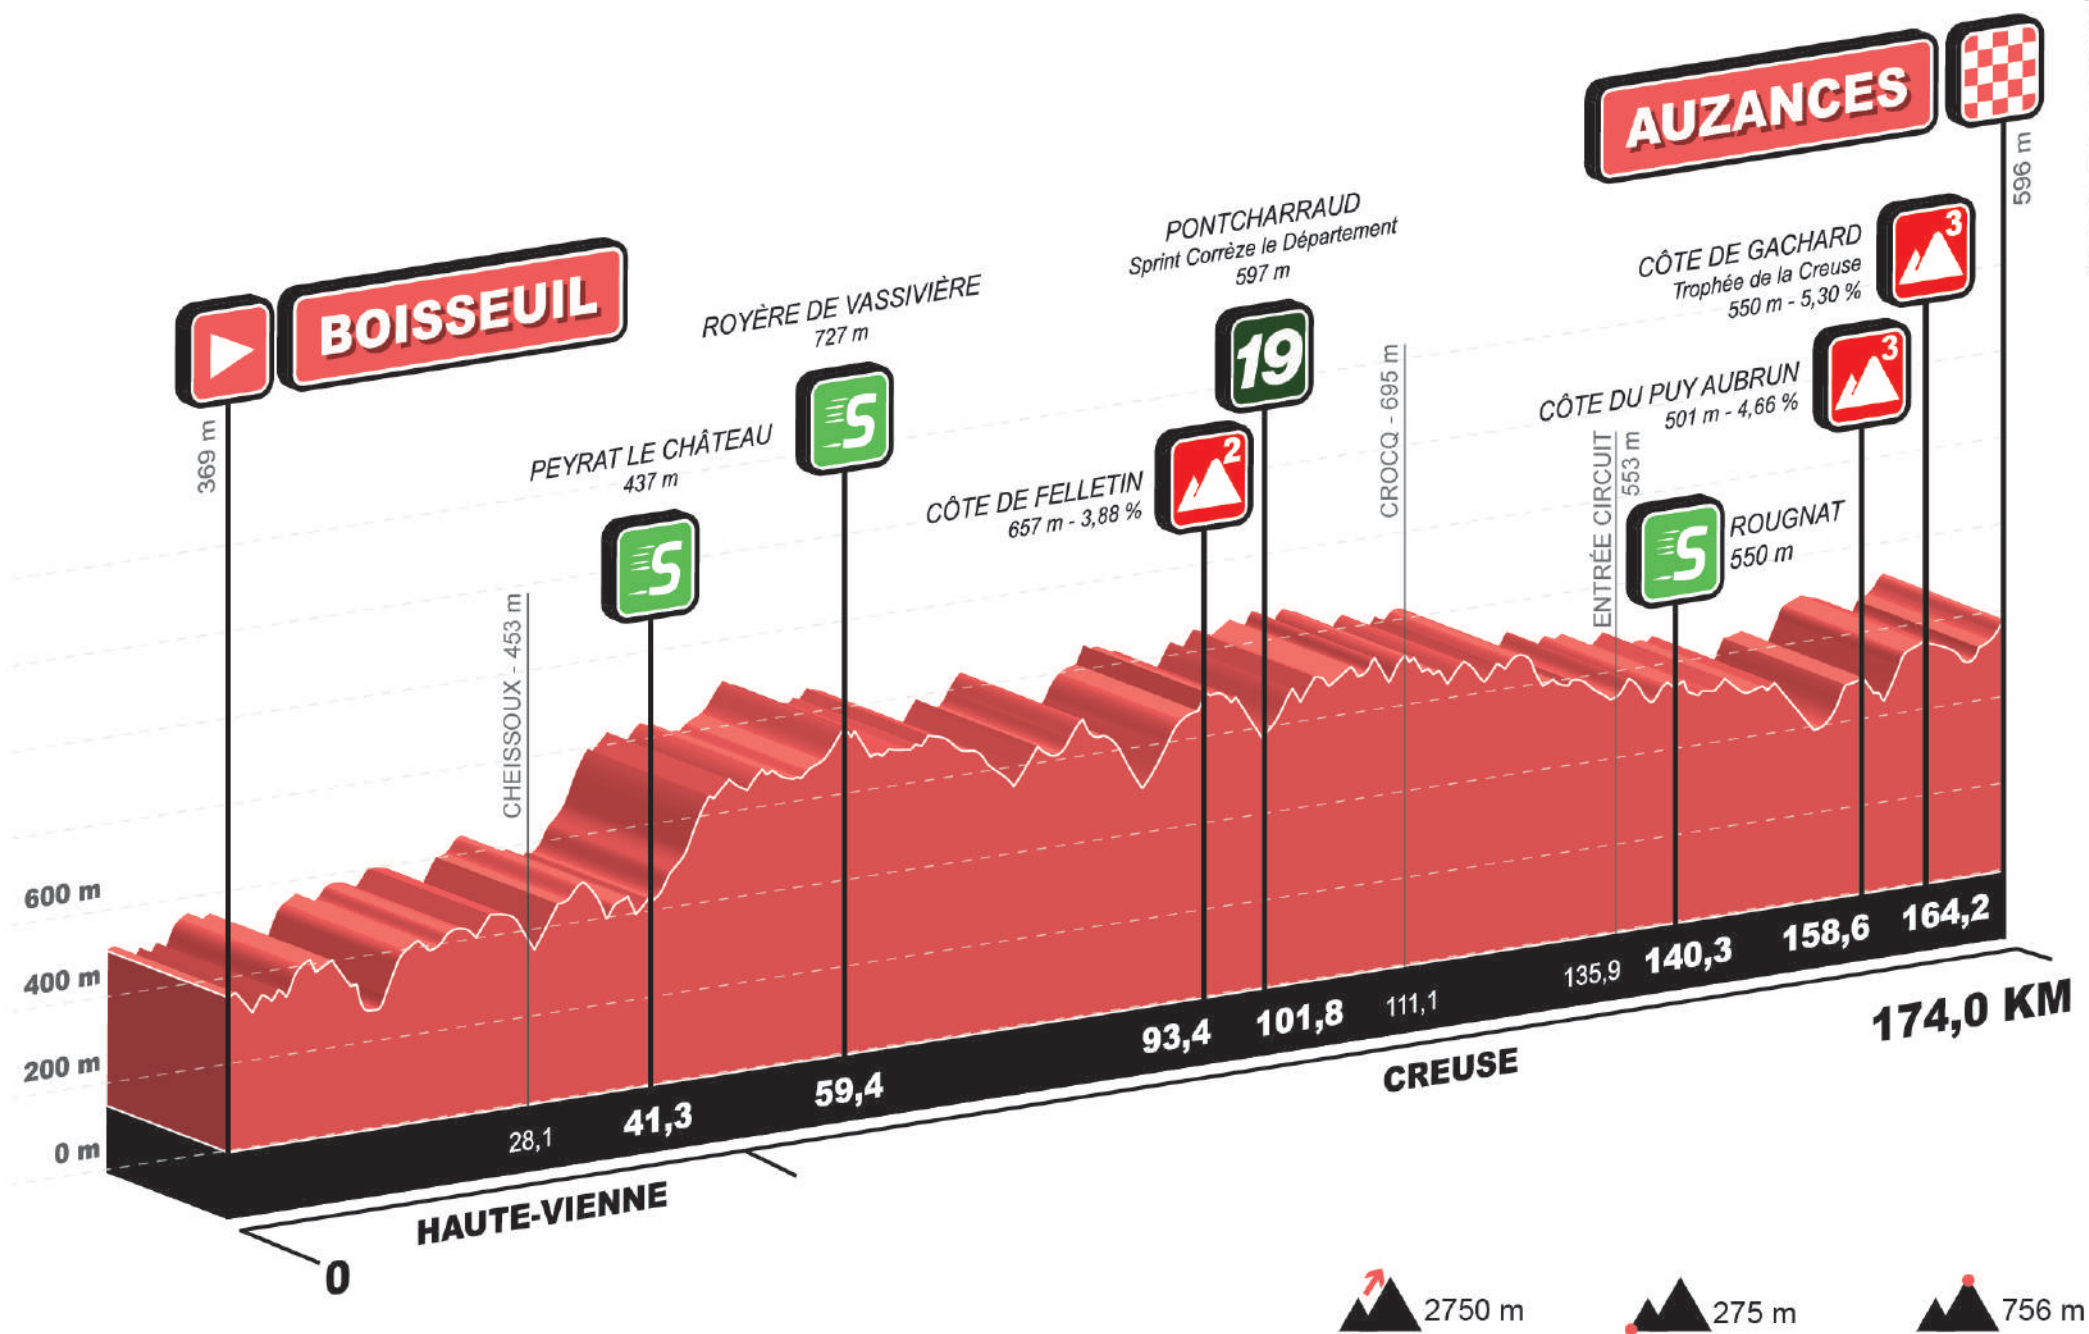 AUZANCES
596 m
BOISSEUIL
369 m
PONTCHARRAUD
Sprint Corrèze le Département
597 m
19
CÔTE DE GACHARD
Trophée de la Creuse
550 m - 5,30 %
3
ROYÈRE DE VASSIVIÈRE
727 m
S
CÔTE DU PUY AUBRUN
501 m - 4,66 %
3
PEYRAT LE CHÂTEAU
437 m
S
CÔTE DE FELLETIN
657 m - 3,88 %
2
CROCQ - 695 m
ENTRÉE CIRCUIT
553 m
S
ROUGNAT
550 m
CHEISSOUX - 453 m
600 m
400 m
200 m
0 m
28,1
41,3
59,4
93,4
101,8
111,1
135,9
140,3
158,6
164,2
174,0 KM
CREUSE
HAUTE-VIENNE
0
2750 m
275 m
756 m